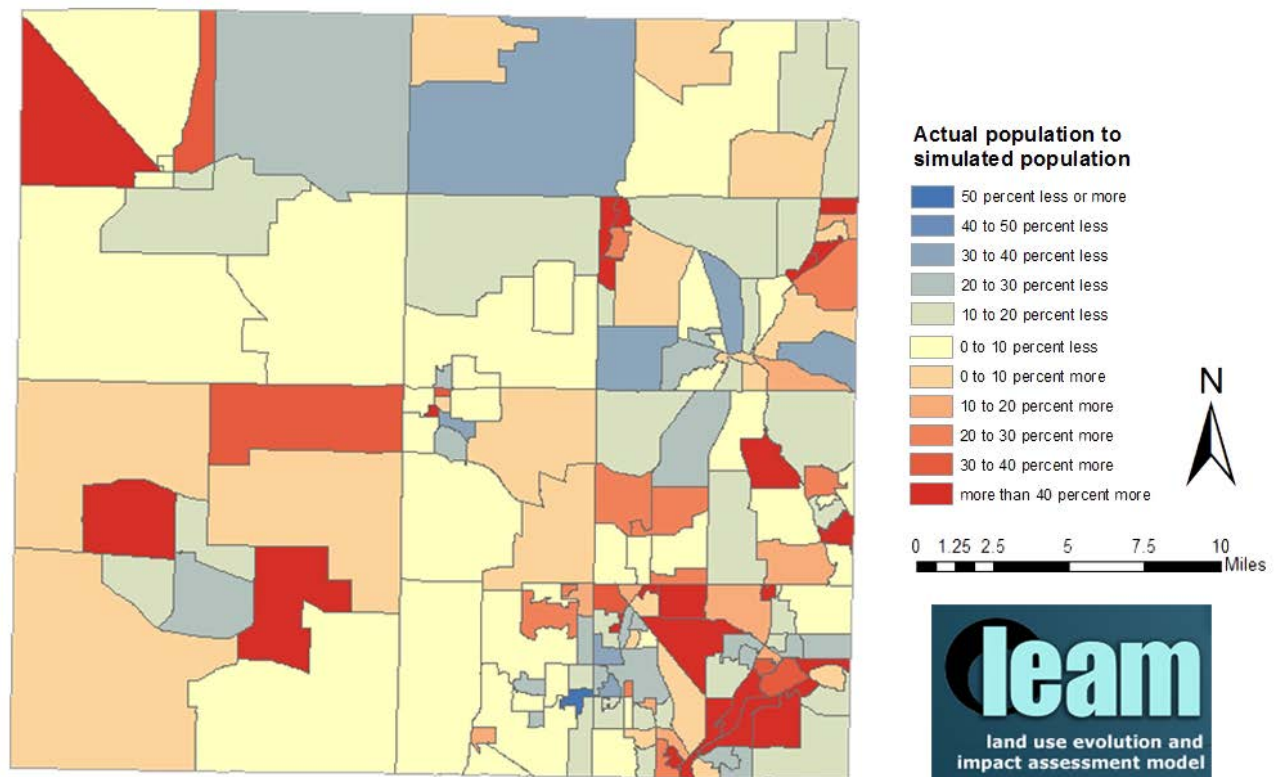 Actual population to
simulated population
50 percent less or more
40 to 50 percent less
30 to 40 percent less
20 to 30 percent less
10 to 20 percent less
0 to 10 percent less
0 to 10 percent more
10 to 20 percent more
20 to 30 percent more
30 to 40 percent more
more than 40 percent more
N
0 1.25 2.5 5 7.5 10
Miles
leam
land use evolution and
impact assessment model